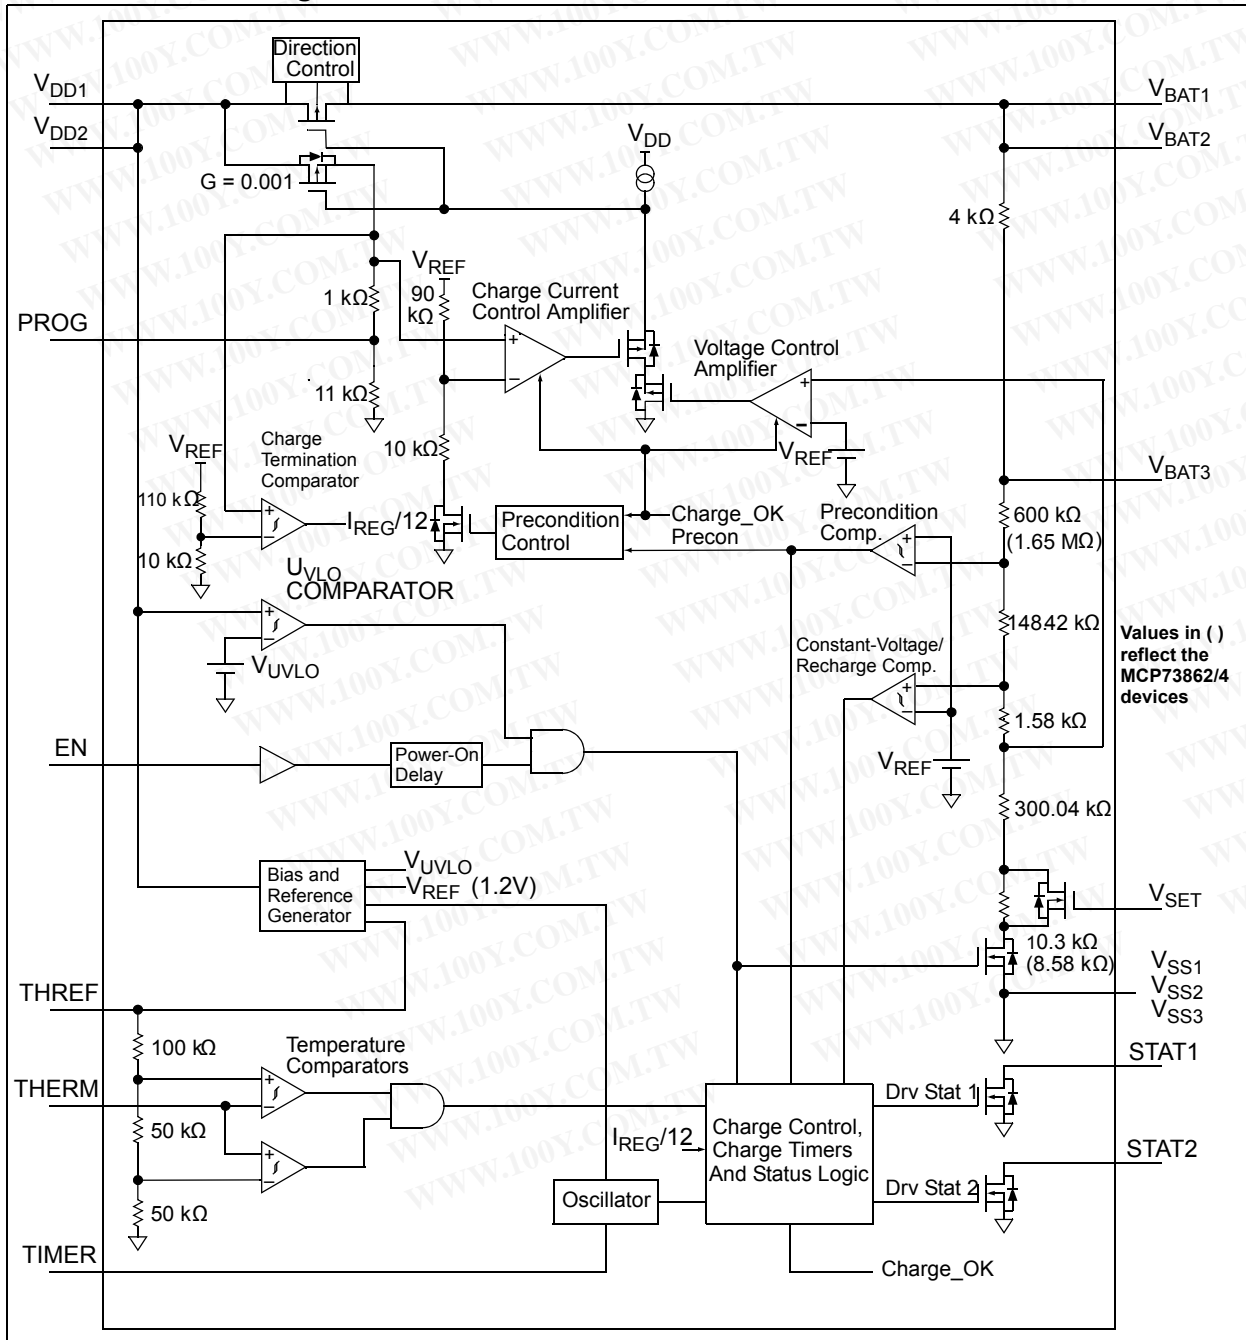 Direction
Control
VDD1
VDD2
VBAT1
VBAT2
VDD
G = 0.001
4 kΩ
VREF
90
kΩ
1 kΩ
Charge Current
Control Amplifier
PROG
Voltage Control
Amplifier
11 kΩ
VREF
Charge
Termination
Comparator
10 kΩ
VREF
VBAT3
110 kΩ
IREG/12
Precondition
Control
Charge_OK
Precon
Precondition
Comp.
600 kΩ
(1.65 MΩ)
10 kΩ
UVLO
COMPARATOR
148.42 kΩ
Values in ( )
reflect the
MCP73862/4
devices
VUVLO
Constant-Voltage/
Recharge Comp.
1.58 kΩ
EN
Power-On
Delay
VREF
300.04 kΩ
Bias and
Reference
Generator
VUVLO
VREF (1.2V)
VSET
10.3 kΩ
(8.58 kΩ)
VSS1
VSS2
VSS3
THREF
100 kΩ
Temperature
Comparators
STAT1
THERM
Drv Stat 1
50 kΩ
IREG/12
Charge Control,
Charge Timers
And Status Logic
STAT2
Drv Stat 2
50 kΩ
Oscillator
TIMER
Charge_OK
WWW.100Y.COM.TW